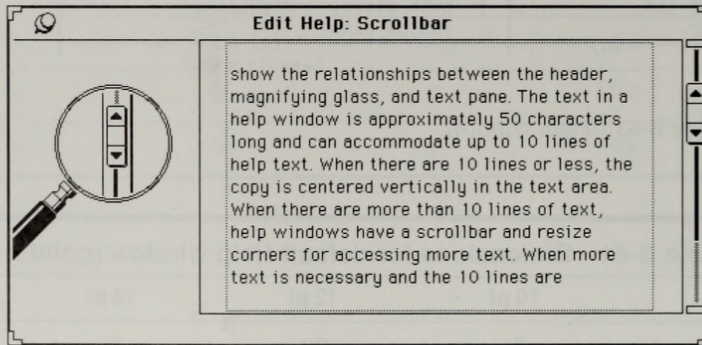 Edit Help: Scrollbar
show the relationships between the header,
magnifying glass, and text pane. The text in a
help window is approximately 50 characters
long and can accommodate up to 10 lines of
help text. When there are 10 lines or less, the
copy is centered vertically in the text area.
When there are more than 10 lines of text,
help windows have a scrollbar and resize
corners for accessing more text. When more
text is necessary and the 10 lines are